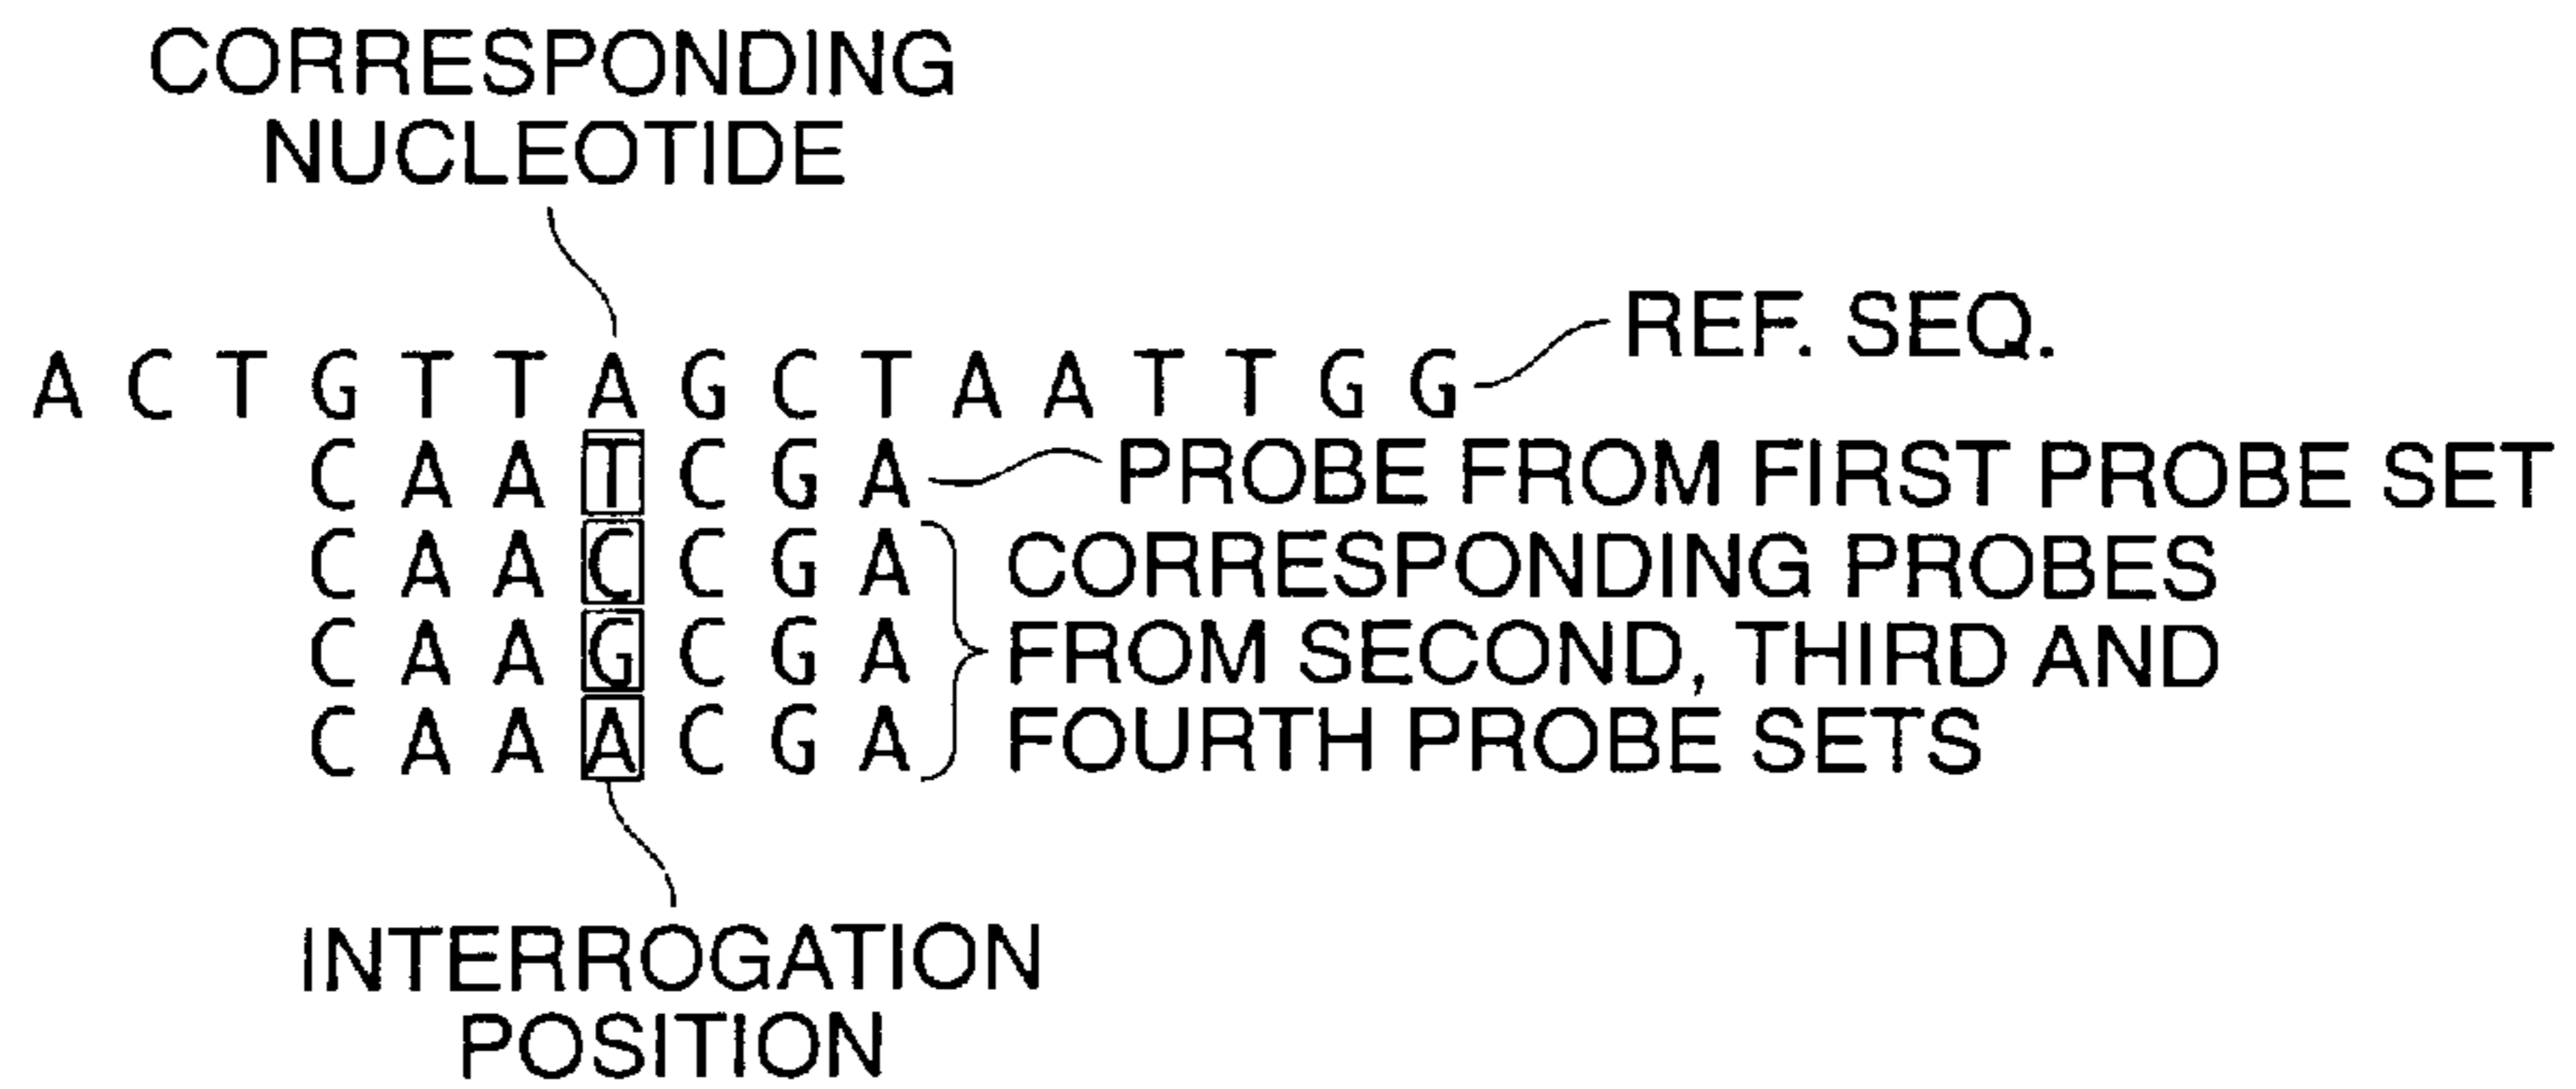 CORRESPONDING
NUCLEOTIDE
REF. SEQ.
A C T G T T A G C T A A T T G G
C A A T C G A PROBE FROM FIRST PROBE SET
C A A C C G A CORRESPONDING PROBES
C A A G C G A FROM SECOND, THIRD AND
C A A A C G A FOURTH PROBE SETS
INTERROGATION
POSITION